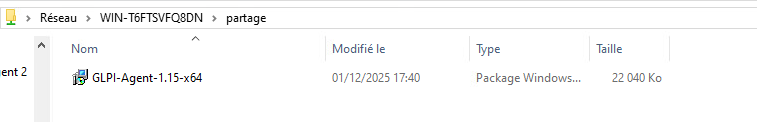 Réseau > WIN-T6FTSVFQ8DN > partage
Nom Modifié le Type Taille
ent 2
GLPI-Agent-1.15-x64 01/12/2025 17:40 Package Windows... 22 040 Ko